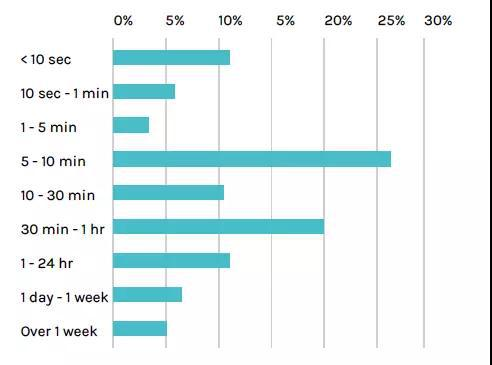 0% 5% 10% 5% 20% 25% 30%
< 10 sec
10 sec - 1 min
1 - 5 min
5 - 10 min
10 - 30 min
30 min - 1 hr
1 - 24 hr
1 day - 1 week
Over 1 week